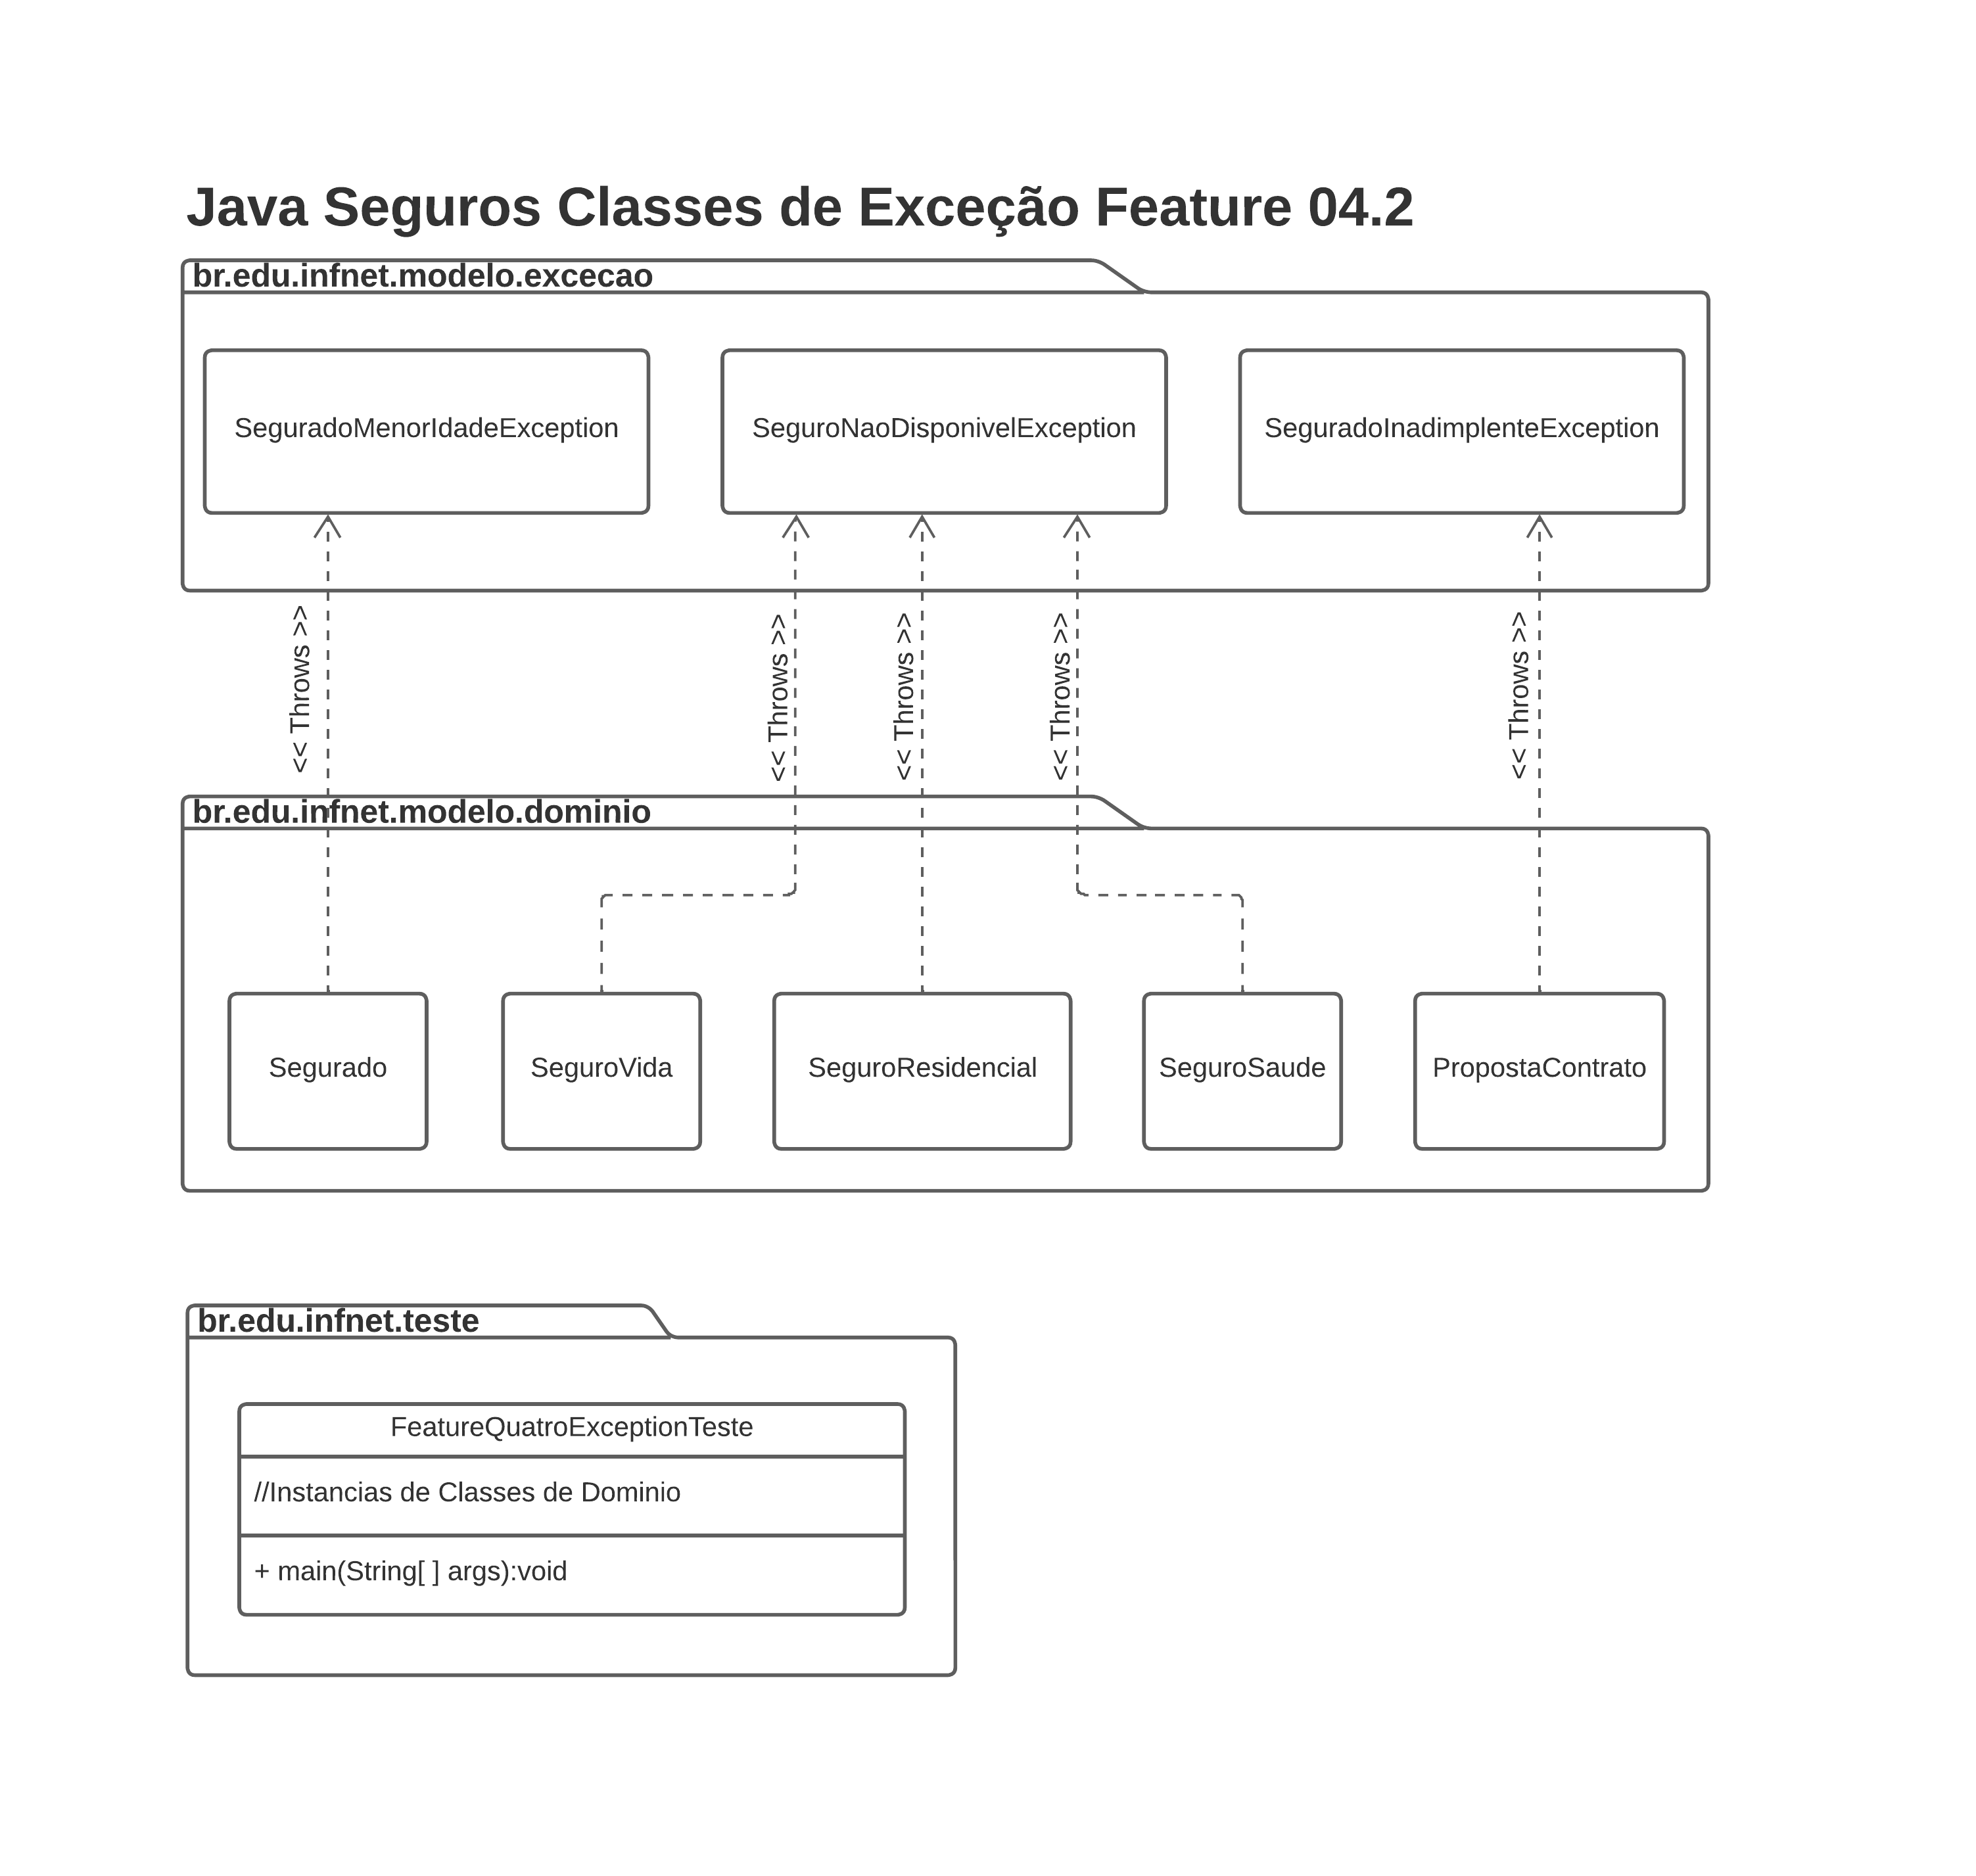 Java Seguros Classes de Exceção Feature 04.2
br.edu.infnet.modelo.excecao
SeguradoMenorIdadeException
SeguroNaoDisponivelException
SeguradoInadimplenteException
<< Throws >>
<< Throws >>
<< Throws >>
<< Throws >>
<< Throws >>
br.edu.infnet.modelo.dominio
Segurado
SeguroVida
SeguroResidencial
SeguroSaude
PropostaContrato
br.edu.infnet.teste
FeatureQuatroExceptionTeste
//Instancias de Classes de Dominio
+ main(String[ ] args):void